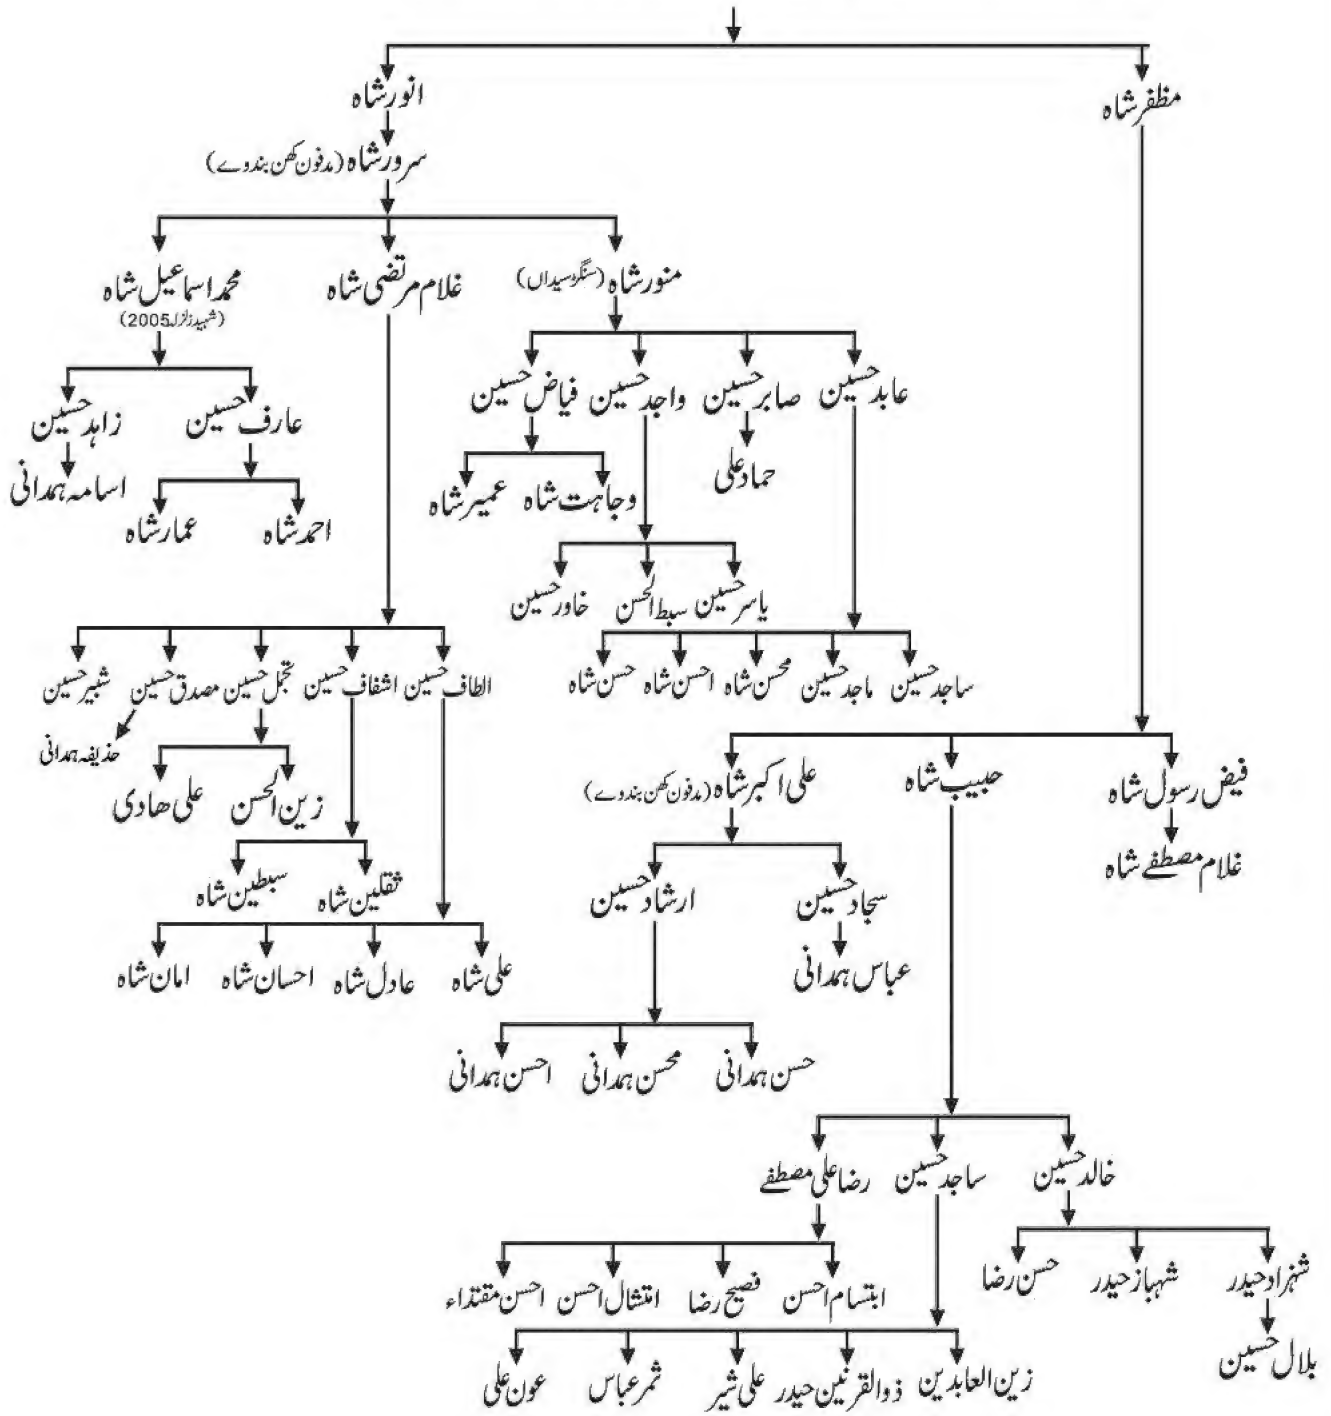 مظفر شاہ
انور شاہ
سرور شاہ (مدفون کھن بندوے)
منور شاہ (سنگڑ سیداں)
غلام مرتضی شاہ
محمد اسماعیل شاہ
(شہید زلزلہ 2005)
عابد حسین
صابر حسین
واجد حسین
فیاض حسین
عارف حسین
زاہد حسین
حماد علی
وجاہت شاہ
عمیر شاہ
اسامہ ہمدانی
احمد شاہ
عمار شاہ
یاسر حسین
سبط الحسن
خاور حسین
ساجد حسین
ماجد حسین
محسن شاہ
احسن شاہ
حسن شاہ
الطاف حسین
اشفاف حسین
تجمل حسین
مصدق حسین
شبیر حسین
حذیفہ ہمدانی
فیض رسول شاہ
حبیب شاہ
علی اکبر شاہ (مدفون کھن بندوے)
زین الحسن
علی ھادی
غلام مصطفےٰ شاہ
سجاد حسین
ارشاد حسین
ثقلین شاہ
سبطین شاہ
عباس ہمدانی
علی شاہ
عادل شاہ
احسان شاہ
امان شاہ
حسن ہمدانی
محسن ہمدانی
احسن ہمدانی
خالد حسین
ساجد حسین
رضا علی مصطفےٰ
شہزاد حیدر
شہباز حیدر
حسن رضا
ابتسام احسن
فصیح رضا
امتشال احسن
احسن مقتداء
بلال حسین
زین العابدین
ذوالقرنین حیدر
علی شیر
ثمر عباس
عون علی